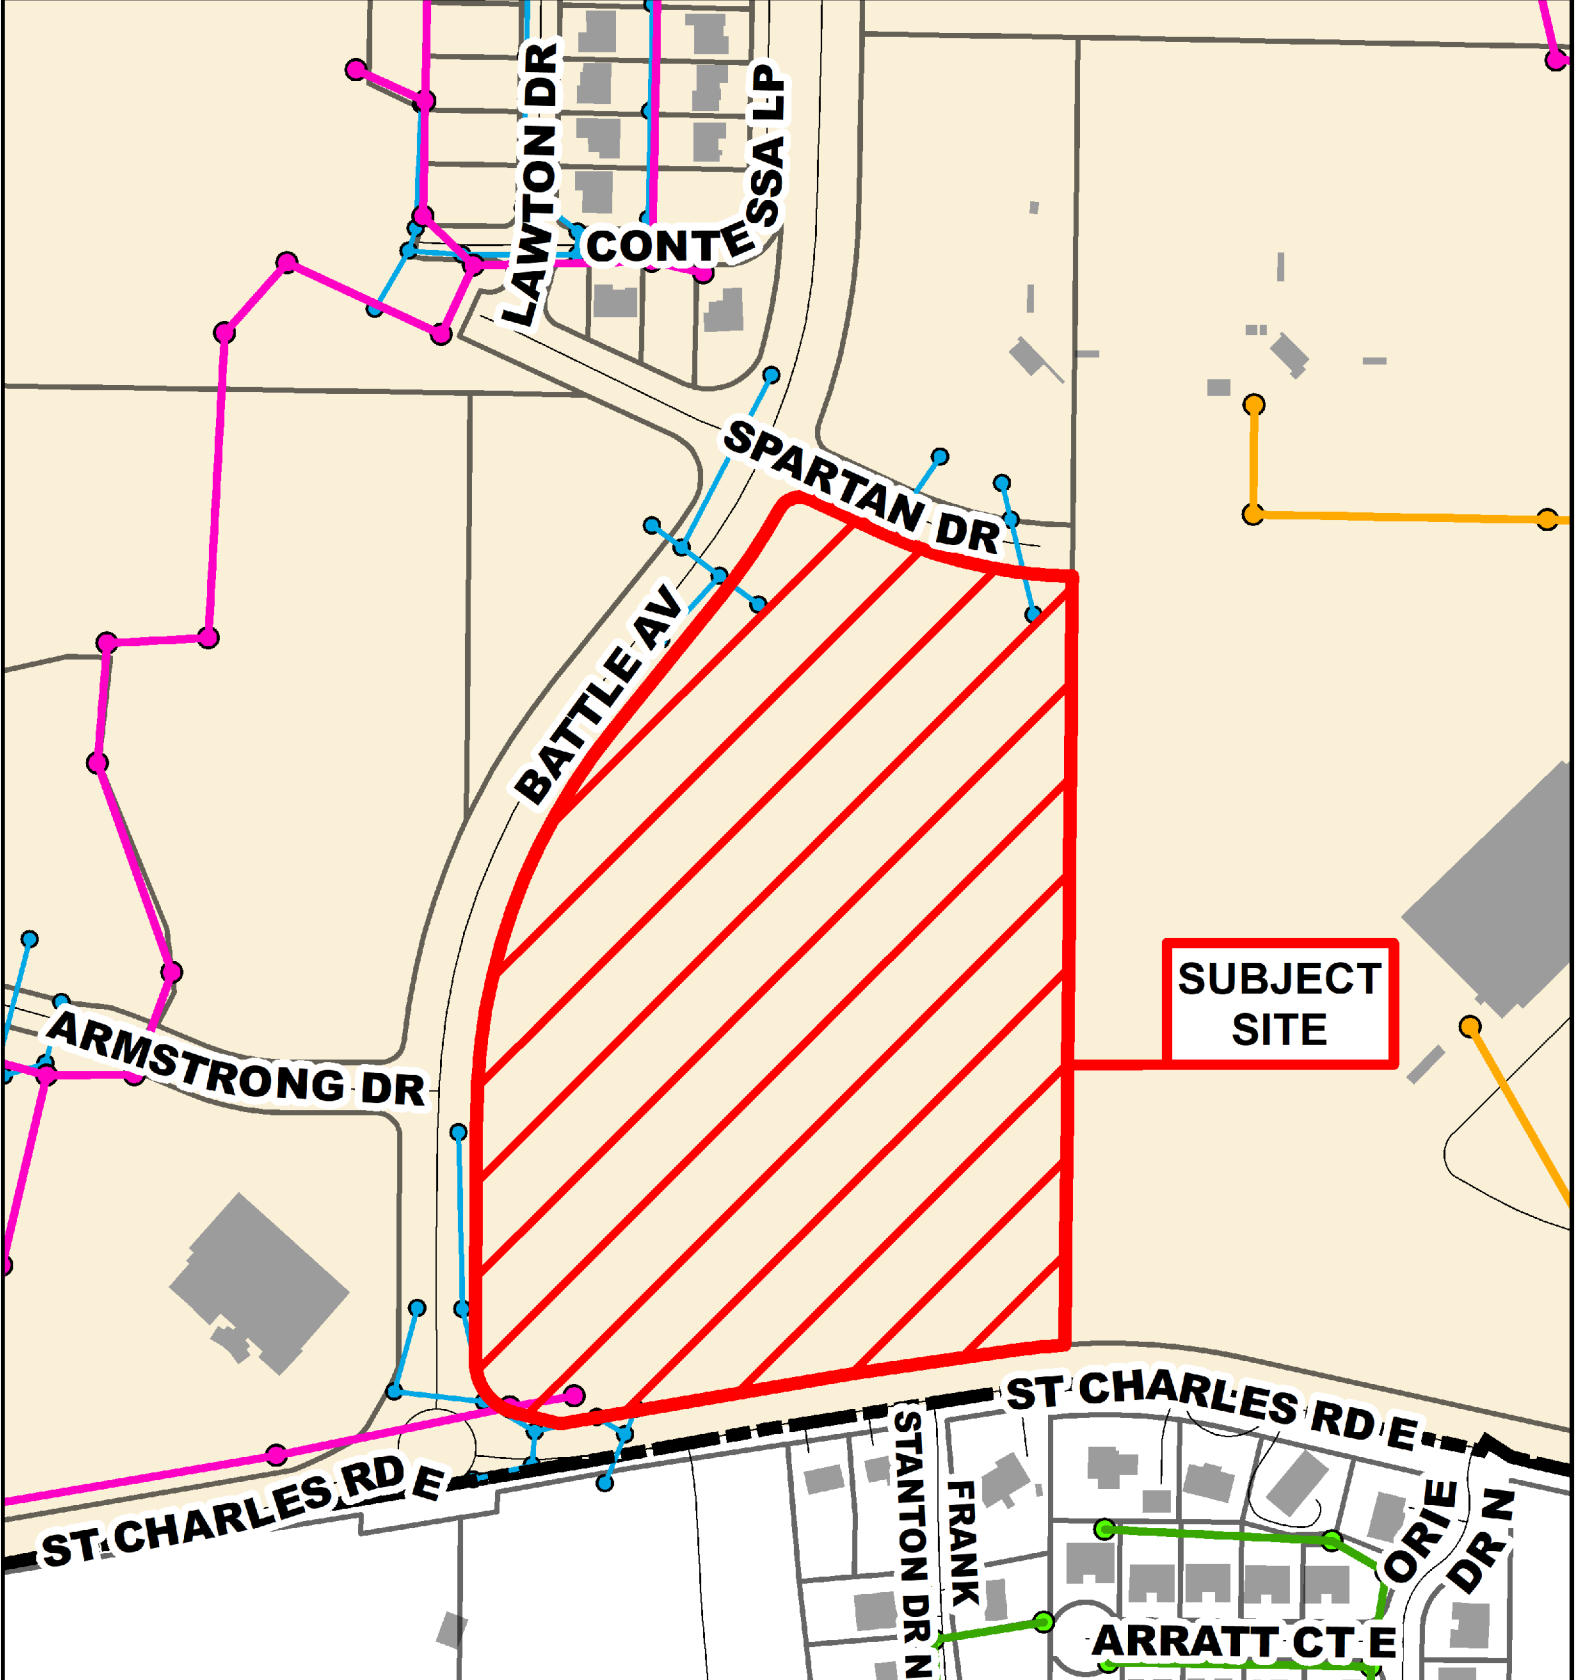 LAWTON DR
CONTESSA LP
SPARTAN DR
BATTLE AV
SUBJECT
SITE
ARMSTRONG DR
ST CHARLES RD E
ST CHARLES RD E
STANTON DR N
FRANK
ORIE
DR N
ARRATT CT E